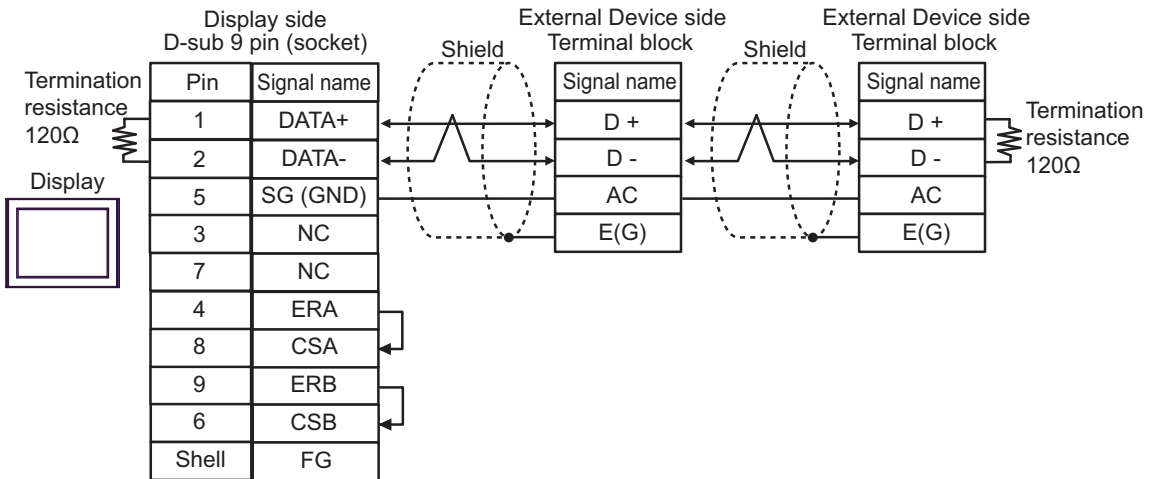 Display side
D-sub 9 pin (socket)
Shield
External Device side
Terminal block
Shield
External Device side
Terminal block
Termination
resistance
120Ω
Display
Pin Signal name
1 DATA+
2 DATA-
5 SG (GND)
3 NC
7 NC
4 ERA
8 CSA
9 ERB
6 CSB
Shell FG
Signal name
D +
D -
AC
E(G)
Signal name
D +
D -
AC
E(G)
Termination
resistance
120Ω